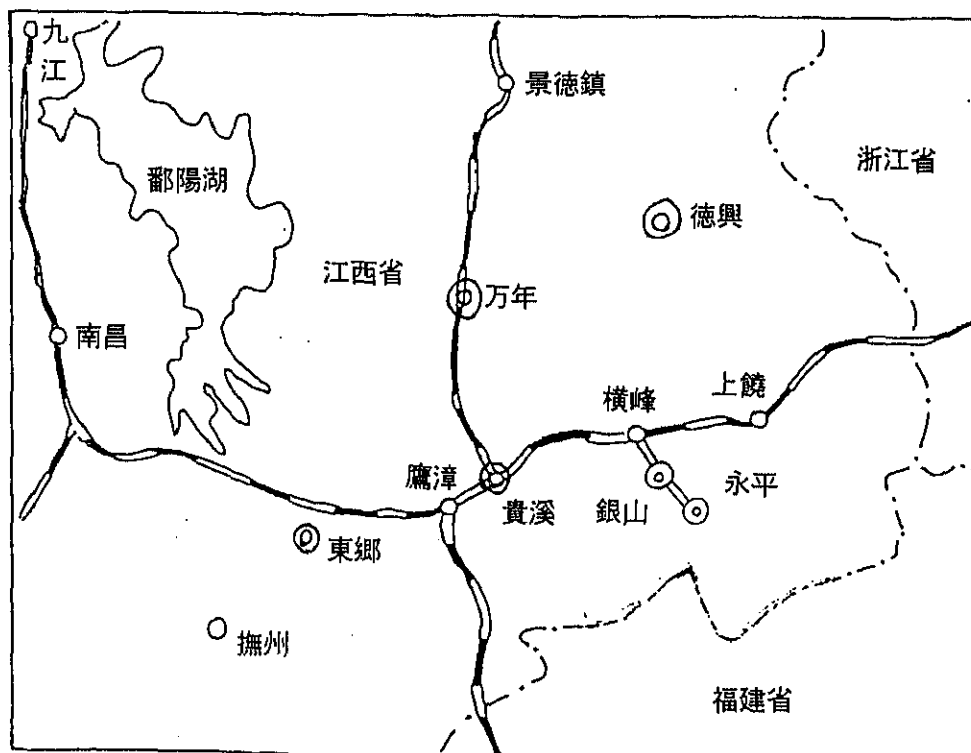 九
江
景徳鎮
浙江省
鄱陽湖
徳興
江西省
万年
南昌
上饒
横峰
鷹漳
永平
貴溪
銀山
東郷
撫州
福建省